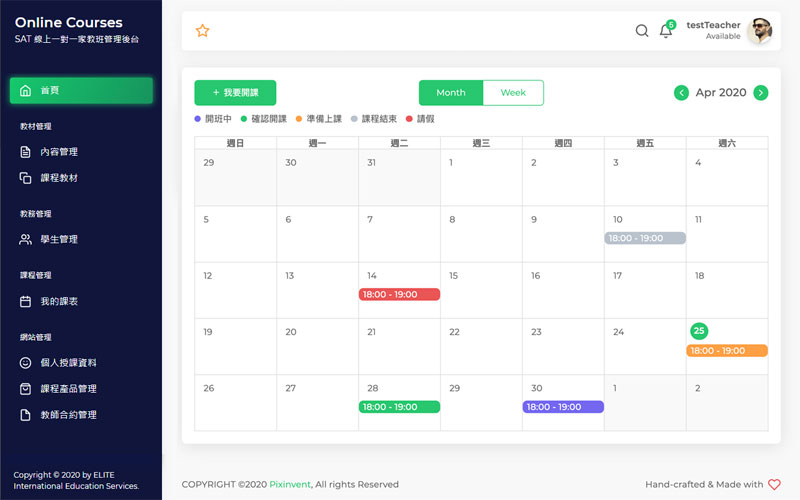 Online Courses
SAT 線上一對一家教班管理後台
首頁
教材管理
內容管理
課程教材
教務管理
學生管理
課程管理
我的課表
網站管理
個人授課資料
課程產品管理
教師合約管理
Copyright © 2020 by ELITE
International Education Services.
5
testTeacher
Available
+ 我要開課
Month
Week
Apr 2020
開班中
確認開課
準備上課
課程結束
請假
週日
週一
週二
週三
週四
週五
週六
29
30
31
1
2
3
4
5
6
7
8
9
10
18:00 - 19:00
11
12
13
14
18:00 - 19:00
15
16
17
18
19
20
21
22
23
24
25
18:00 - 19:00
26
27
28
18:00 - 19:00
29
30
18:00 - 19:00
1
2
COPYRIGHT ©2020 Pixinvent, All rights Reserved
Hand-crafted & Made with